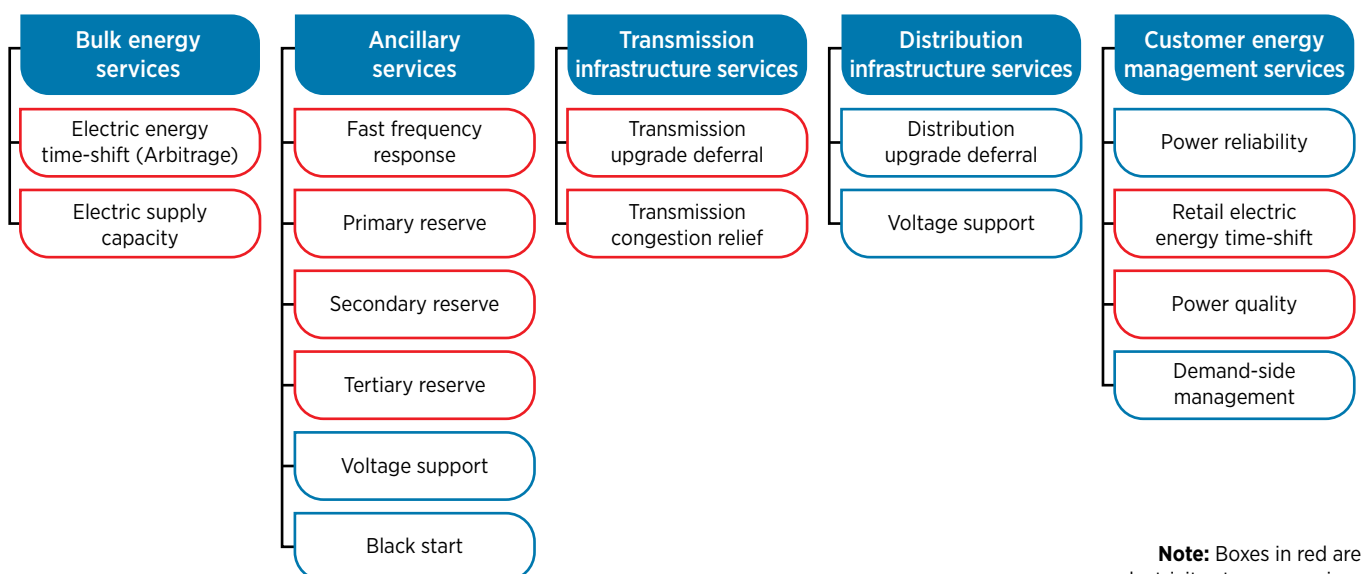 Bulk energy
services
Electric energy
time-shift (Arbitrage)
Electric supply
capacity
Ancillary
services
Fast frequency
response
Primary reserve
Secondary reserve
Tertiary reserve
Voltage support
Black start
Transmission
infrastructure services
Transmission
upgrade deferral
Transmission
congestion relief
Distribution
infrastructure services
Distribution
upgrade deferral
Voltage support
Customer energy
management services
Power reliability
Retail electric
energy time-shift
Power quality
Demand-side
management
Note: Boxes in red are